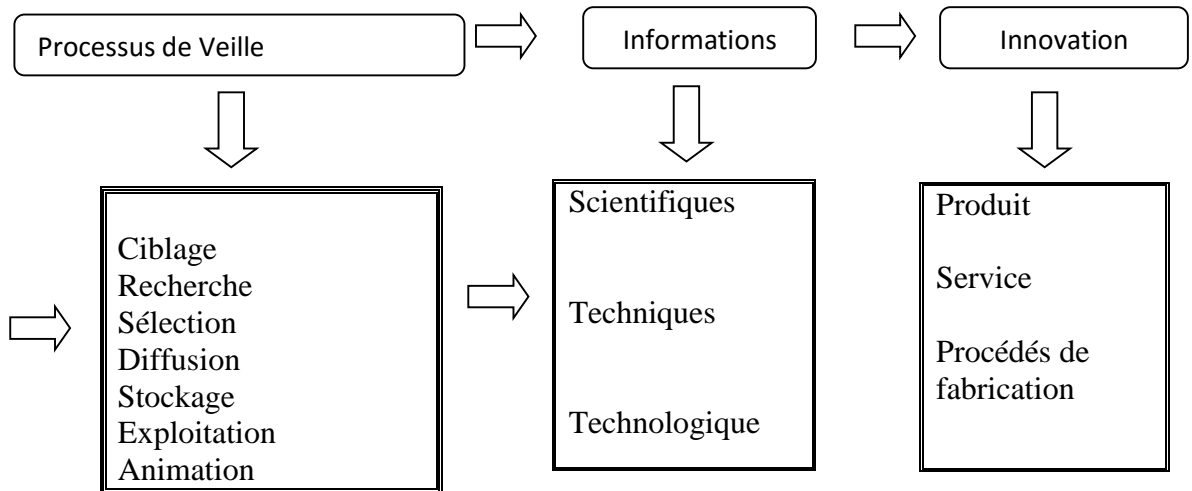 Processus de Veille
Informations
Innovation
Ciblage
Recherche
Sélection
Diffusion
Stockage
Exploitation
Animation
Scientifiques
Techniques
Technologique
Produit
Service
Procédés de
fabrication